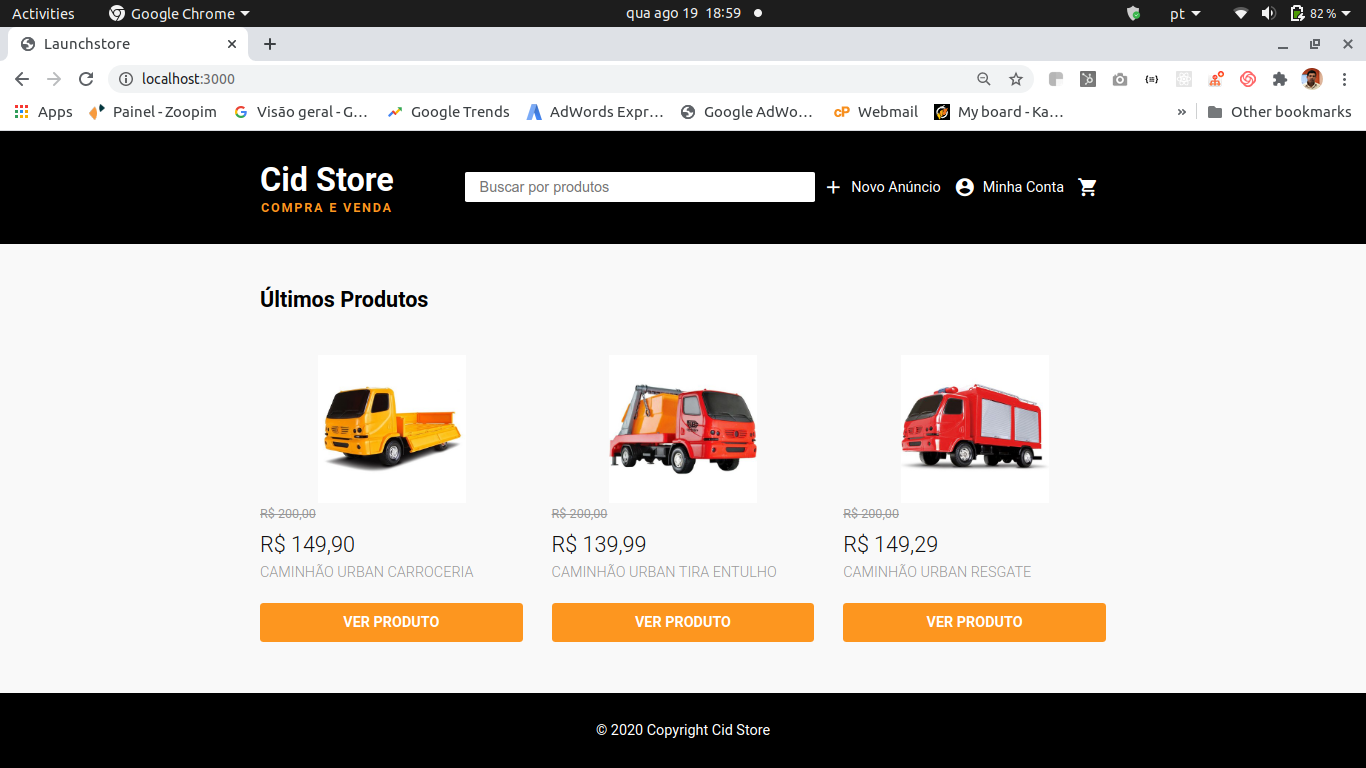 Activities Google Chrome qua ago 19 18:59 pt 82 %
Launchstore
localhost:3000
Apps Painel - Zoopim Visão geral - G… Google Trends AdWords Expr… Google AdWo… cP Webmail My board - Ka… » Other bookmarks
Cid Store
COMPRA E VENDA
Buscar por produtos
Novo Anúncio Minha Conta
Últimos Produtos
R$ 200,00
R$ 149,90
CAMINHÃO URBAN CARROCERIA
VER PRODUTO
R$ 200,00
R$ 139,99
CAMINHÃO URBAN TIRA ENTULHO
VER PRODUTO
R$ 200,00
R$ 149,29
CAMINHÃO URBAN RESGATE
VER PRODUTO
© 2020 Copyright Cid Store